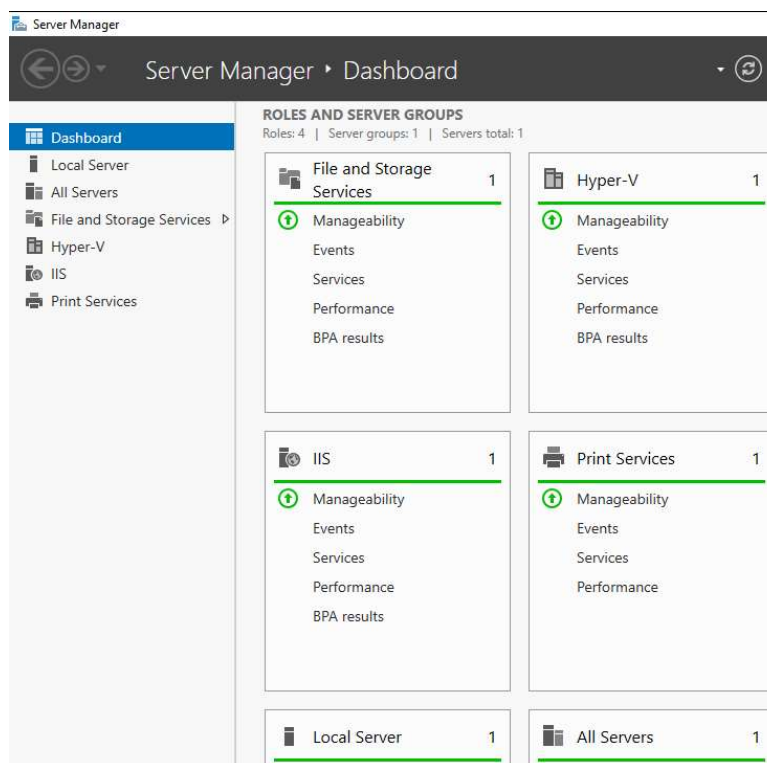 Server Manager
Server Manager ‣ Dashboard
Dashboard
Local Server
All Servers
File and Storage Services
Hyper-V
IIS
Print Services
ROLES AND SERVER GROUPS
Roles: 4 | Server groups: 1 | Servers total: 1
File and Storage
Services
1
Manageability
Events
Services
Performance
BPA results
Hyper-V 1
Manageability
Events
Services
Performance
BPA results
IIS 1
Manageability
Events
Services
Performance
BPA results
Print Services 1
Manageability
Events
Services
Performance
Local Server 1
All Servers 1